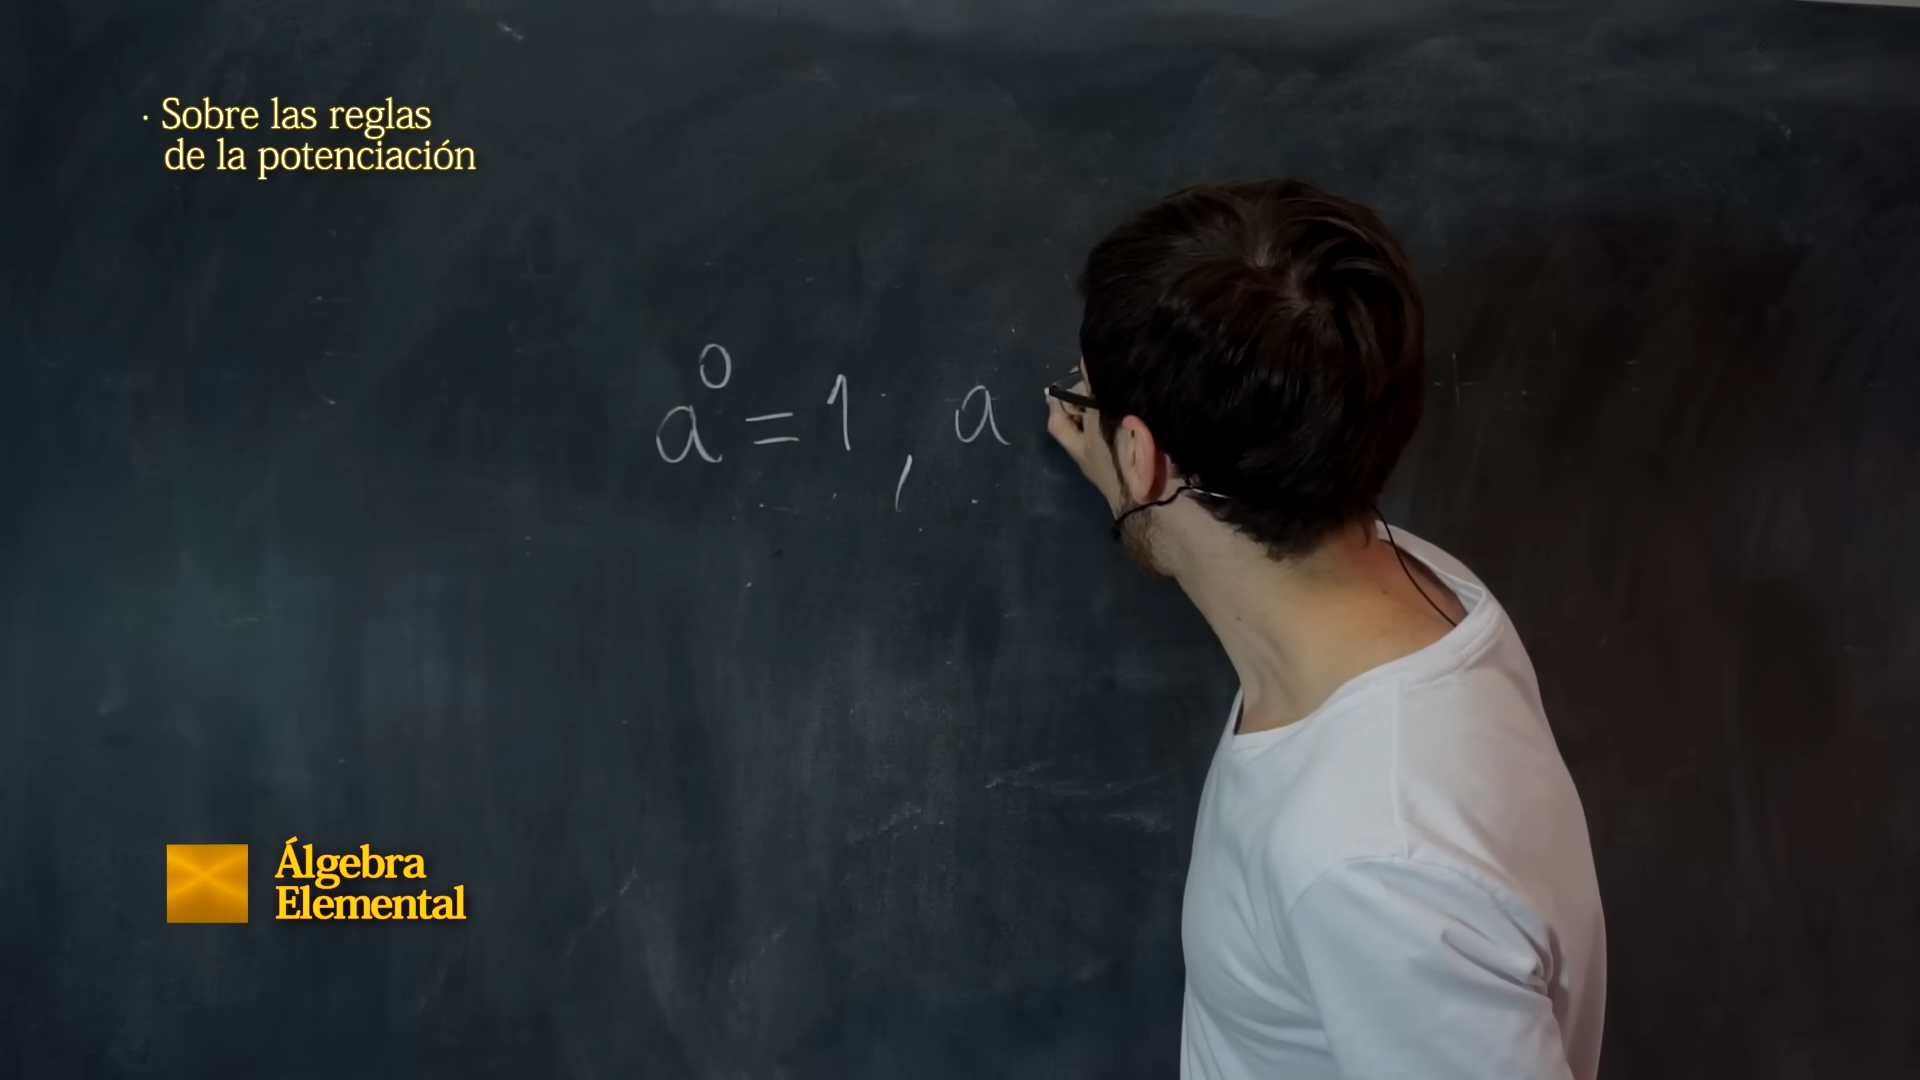 · Sobre las reglas
de la potenciación
a⁰ = 1 , a
Álgebra
Elemental